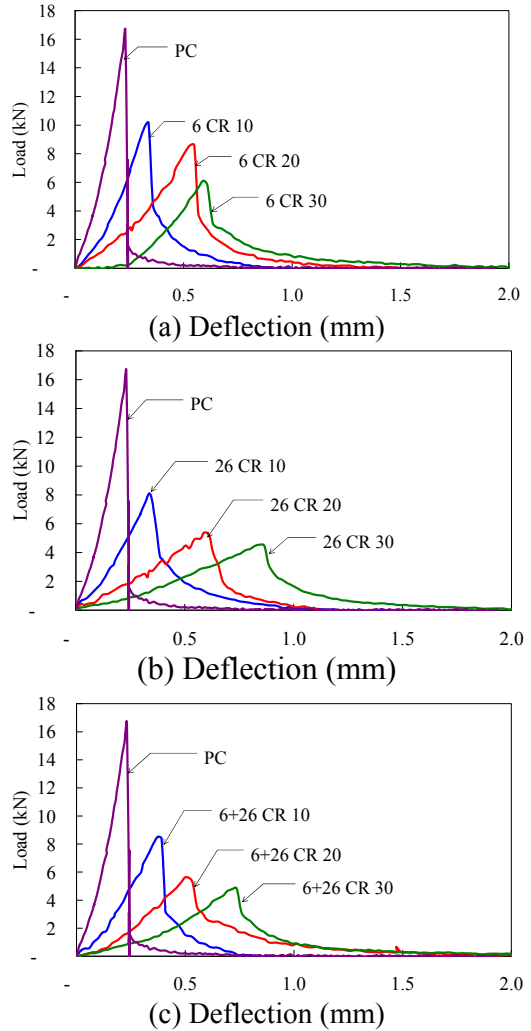 18
16
14
12
10
8
6
4
2
-
Load (kN)
PC
6 CR 10
6 CR 20
6 CR 30
- 0.5 1.0 1.5 2.0
(a) Deflection (mm)
18
16
14
12
10
8
6
4
2
-
Load (kN)
PC
26 CR 10
26 CR 20
26 CR 30
- 0.5 1.0 1.5 2.0
(b) Deflection (mm)
18
16
14
12
10
8
6
4
2
-
Load (kN)
PC
6+26 CR 10
6+26 CR 20
6+26 CR 30
- 0.5 1.0 1.5 2.0
(c) Deflection (mm)